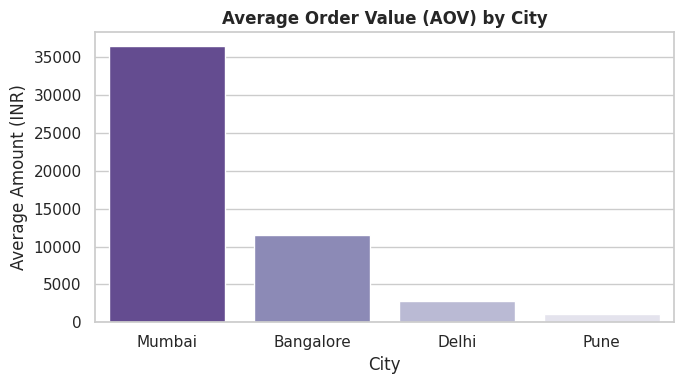 Average Order Value (AOV) by City
Average Amount (INR)
35000
30000
25000
20000
15000
10000
5000
0
Mumbai Bangalore Delhi Pune
City